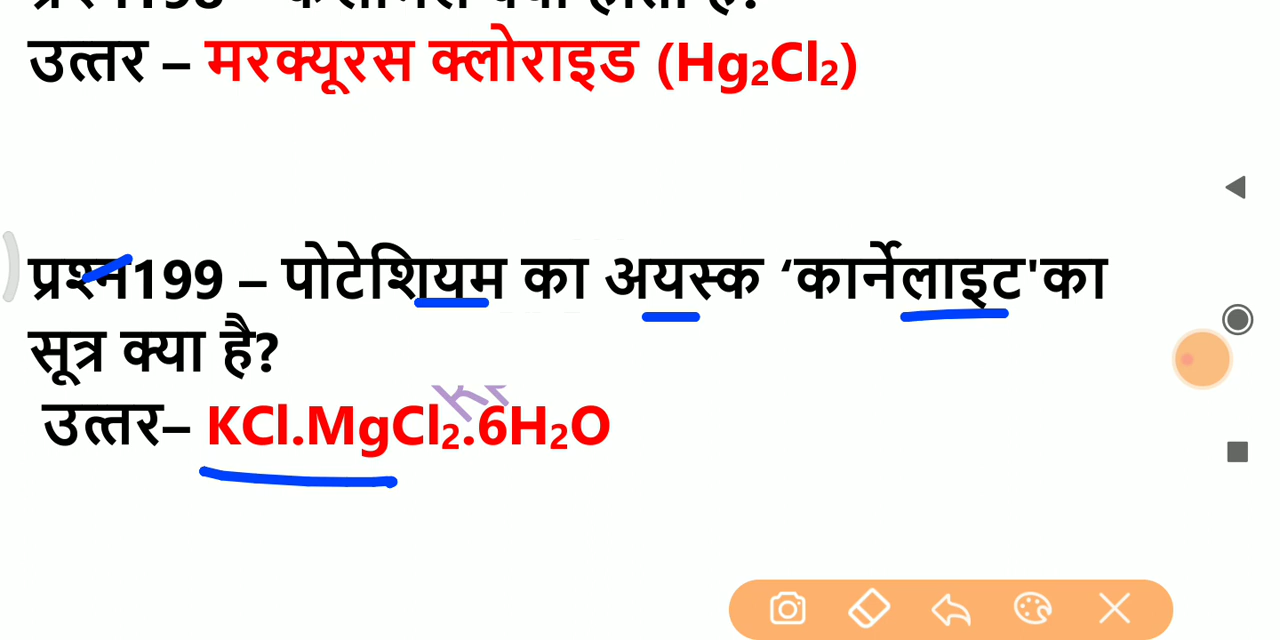 उत्तर – मरक्यूरस क्लोराइड (Hg₂Cl₂)
प्रश्न199 – पोटेशियम का अयस्क ‘कार्नेलाइट'का
सूत्र क्या है?
उत्तर– KCl.MgCl₂.6H₂O